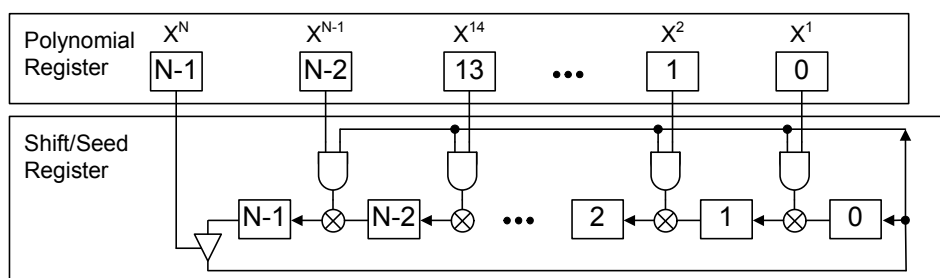 Polynomial
Register
X^N X^N-1 X^14 X^2 X^1
N-1 N-2 13 ••• 1 0
Shift/Seed
Register
N-1 N-2 ••• 2 1 0